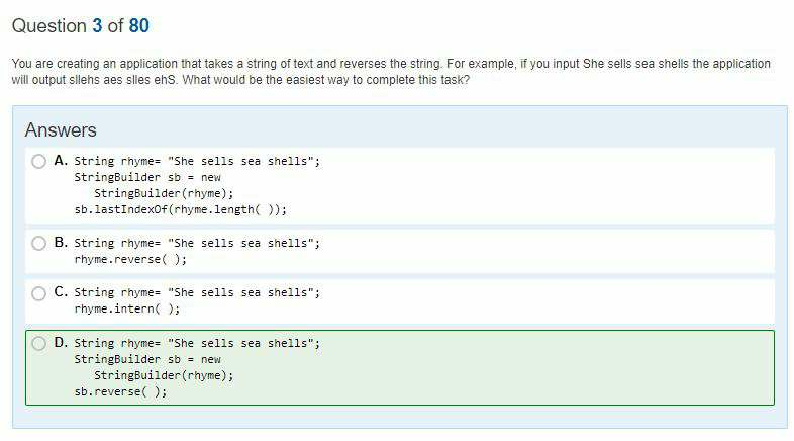 Question 3 of 80
You are creating an application that takes a string of text and reverses the string. For example, if you input She sells sea shells the application
will output sllehs aes slles ehS. What would be the easiest way to complete this task?
Answers
A. String rhyme= "She sells sea shells";
StringBuilder sb = new
StringBuilder(rhyme);
sb.lastIndexOf(rhyme.length( ));
B. String rhyme= "She sells sea shells";
rhyme.reverse( );
C. String rhyme= "She sells sea shells";
rhyme.intern( );
D. String rhyme= "She sells sea shells";
StringBuilder sb = new
StringBuilder(rhyme);
sb.reverse( );